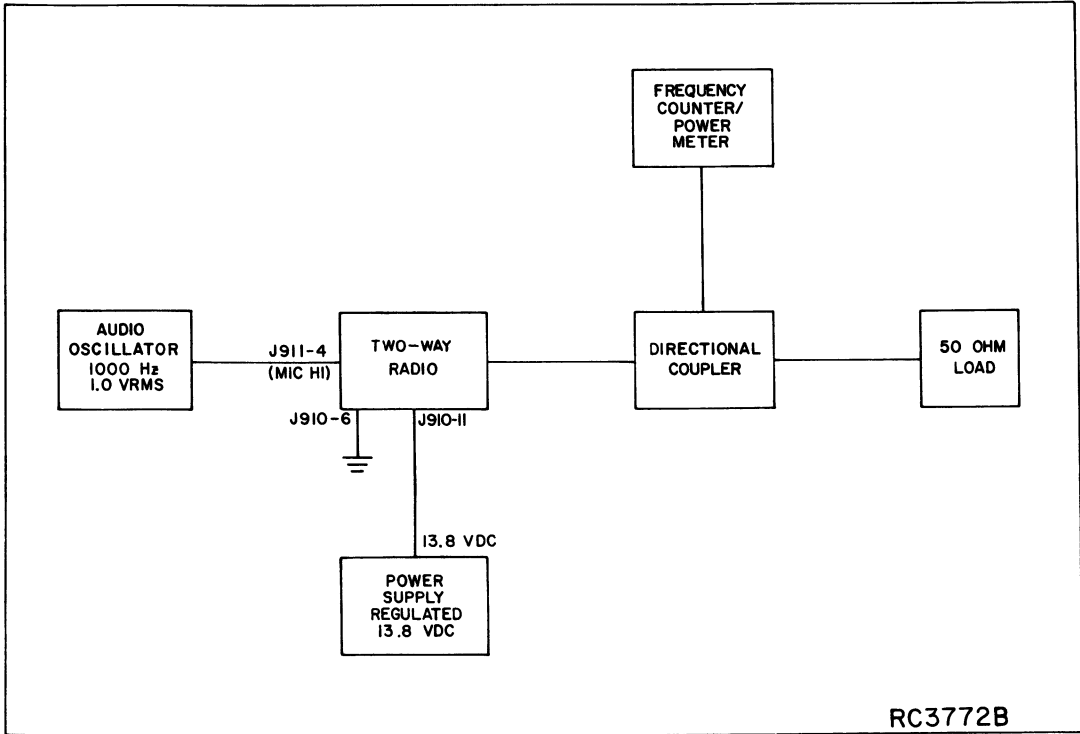 FREQUENCY
COUNTER/
POWER
METER
AUDIO
OSCILLATOR
1000 Hz
1.0 VRMS
J911-4
(MIC HI)
TWO-WAY
RADIO
DIRECTIONAL
COUPLER
50 OHM
LOAD
J910-6
J910-11
13.8 VDC
POWER
SUPPLY
REGULATED
13.8 VDC
RC3772B